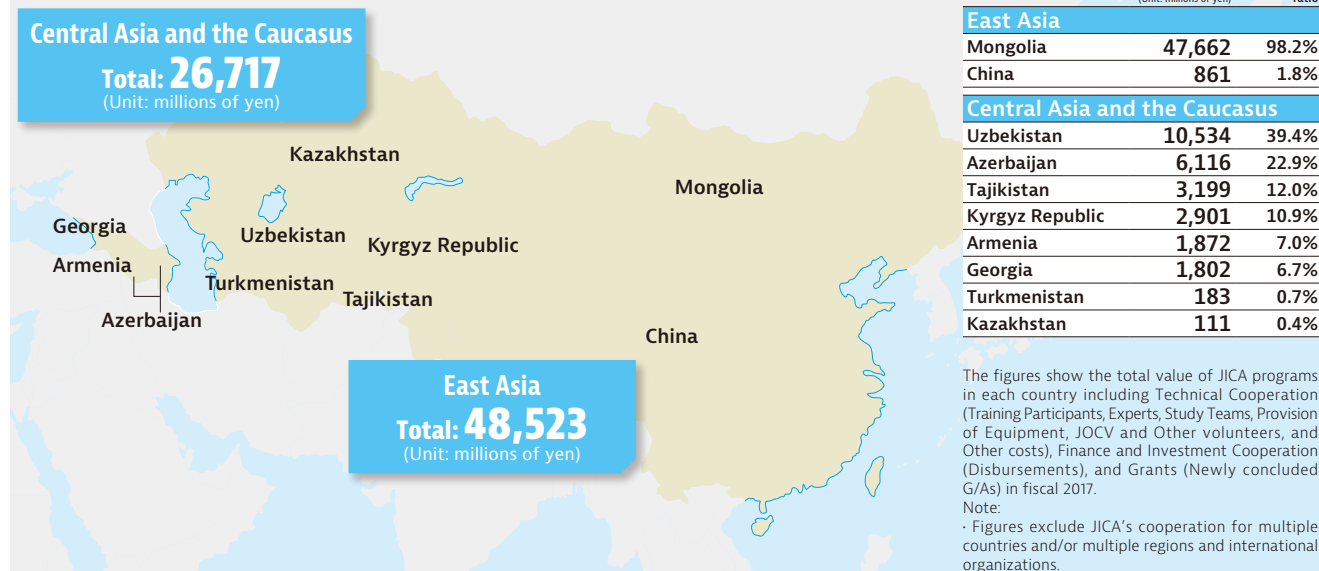 Central Asia and the Caucasus
Total: 26,717
(Unit: millions of yen)
Kazakhstan
Mongolia
Georgia
Uzbekistan
Kyrgyz Republic
Armenia
Turkmenistan
Tajikistan
Azerbaijan
China
East Asia
Total: 48,523
(Unit: millions of yen)
(Unit: millions of yen) ratio
East Asia
Mongolia 47,662 98.2%
China 861 1.8%
Central Asia and the Caucasus
Uzbekistan 10,534 39.4%
Azerbaijan 6,116 22.9%
Tajikistan 3,199 12.0%
Kyrgyz Republic 2,901 10.9%
Armenia 1,872 7.0%
Georgia 1,802 6.7%
Turkmenistan 183 0.7%
Kazakhstan 111 0.4%
The figures show the total value of JICA programs
in each country including Technical Cooperation
(Training Participants, Experts, Study Teams, Provision
of Equipment, JOCV and Other volunteers, and
Other costs), Finance and Investment Cooperation
(Disbursements), and Grants (Newly concluded
G/As) in fiscal 2017.
Note:
· Figures exclude JICA's cooperation for multiple
countries and/or multiple regions and international
organizations.